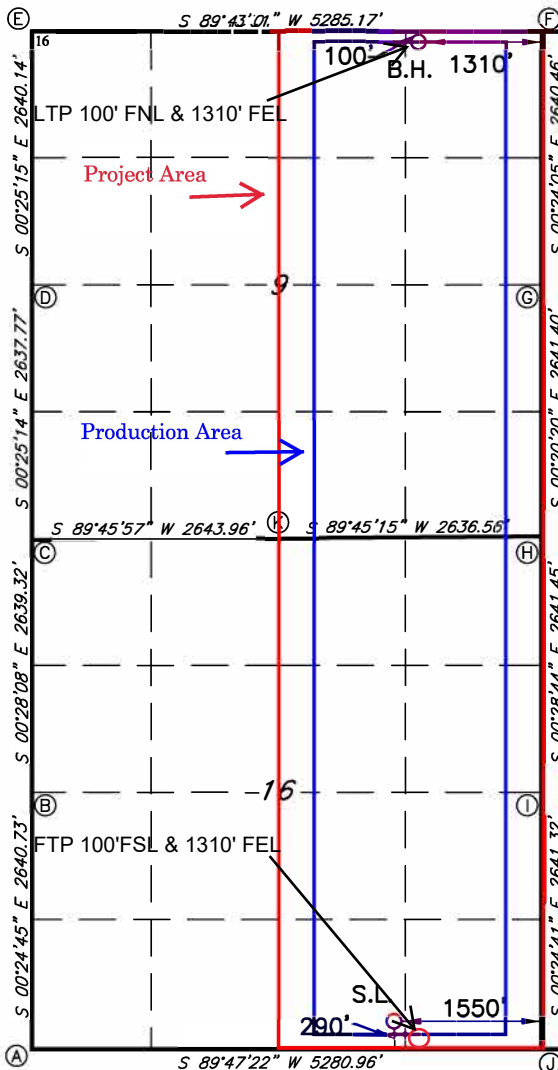 E
S 89°43'01" W 5285.17'
F
16
100'
B.H.
1310'
LTP 100' FNL & 1310' FEL
S 00°25'15" E 2640.14'
S 00°24'05" E 2640.46'
Project Area
9
D
G
S 00°25'14" E 2637.77'
S 00°20'20" E 2641.40'
Production Area
K
S 89°45'57" W 2643.96'
S 89°45'15" W 2636.56'
C
H
S 00°28'08" E 2639.32'
S 00°28'44" E 2641.45'
16
B
I
FTP 100'FSL & 1310' FEL
S 00°24'45" E 2640.73'
S 00°24'41" E 2641.32'
S.L.
1550'
290'
A
S 89°47'22" W 5280.96'
J